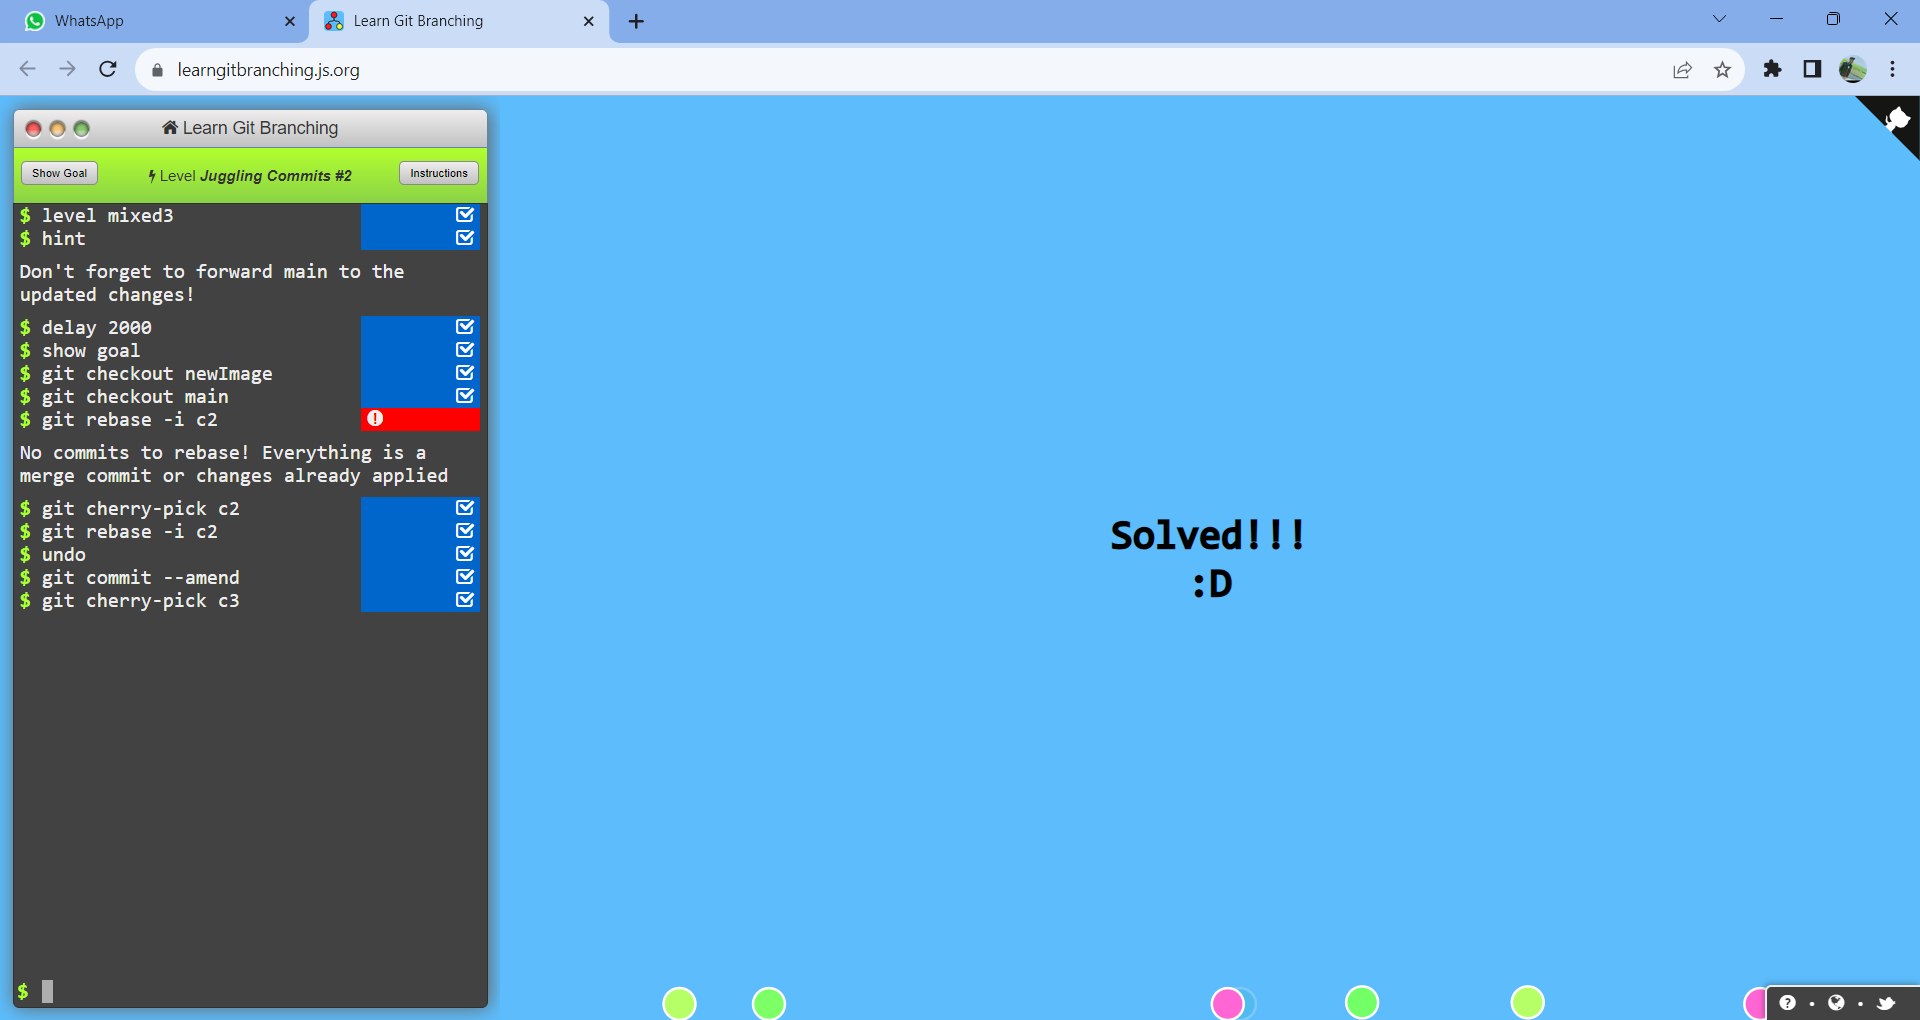 WhatsApp
Learn Git Branching
learngitbranching.js.org
Learn Git Branching
Show Goal
Level Juggling Commits #2
Instructions
$ level mixed3
$ hint
Don't forget to forward main to the
updated changes!
$ delay 2000
$ show goal
$ git checkout newImage
$ git checkout main
$ git rebase -i c2
No commits to rebase! Everything is a
merge commit or changes already applied
$ git cherry-pick c2
$ git rebase -i c2
$ undo
$ git commit --amend
$ git cherry-pick c3
$
Solved!!!
:D